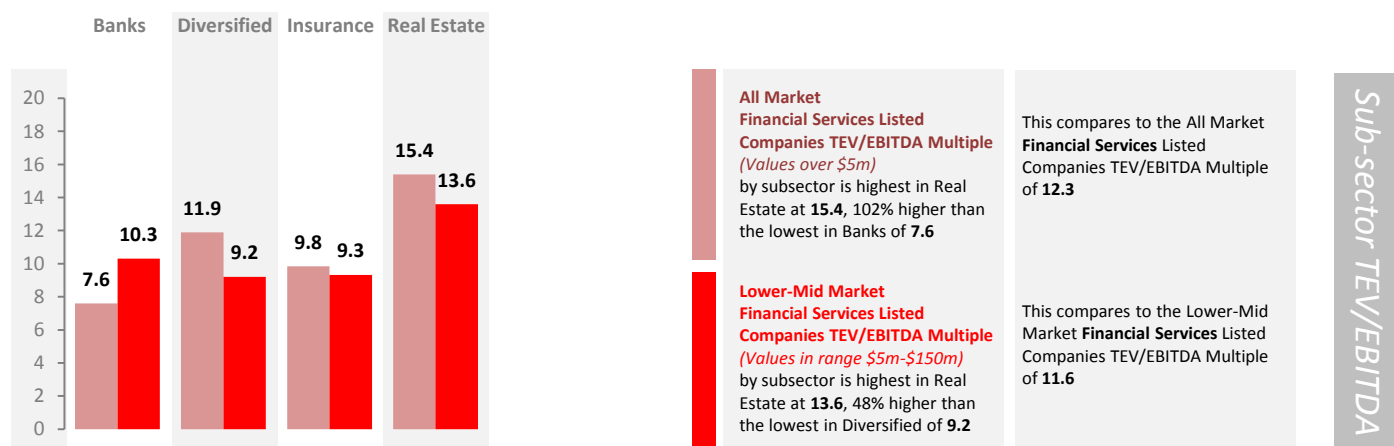 Banks Diversified Insurance Real Estate
20
18
16
14
12
10
8
6
4
2
0
7.6
10.3
11.9
9.2
9.8
9.3
15.4
13.6
All Market
Financial Services Listed
Companies TEV/EBITDA Multiple
(Values over $5m)
by subsector is highest in Real
Estate at 15.4, 102% higher than
the lowest in Banks of 7.6
This compares to the All Market
Financial Services Listed
Companies TEV/EBITDA Multiple
of 12.3
Lower-Mid Market
Financial Services Listed
Companies TEV/EBITDA Multiple
(Values in range $5m-$150m)
by subsector is highest in Real
Estate at 13.6, 48% higher than
the lowest in Diversified of 9.2
This compares to the Lower-Mid
Market Financial Services Listed
Companies TEV/EBITDA Multiple
of 11.6
Sub-sector TEV/EBITDA